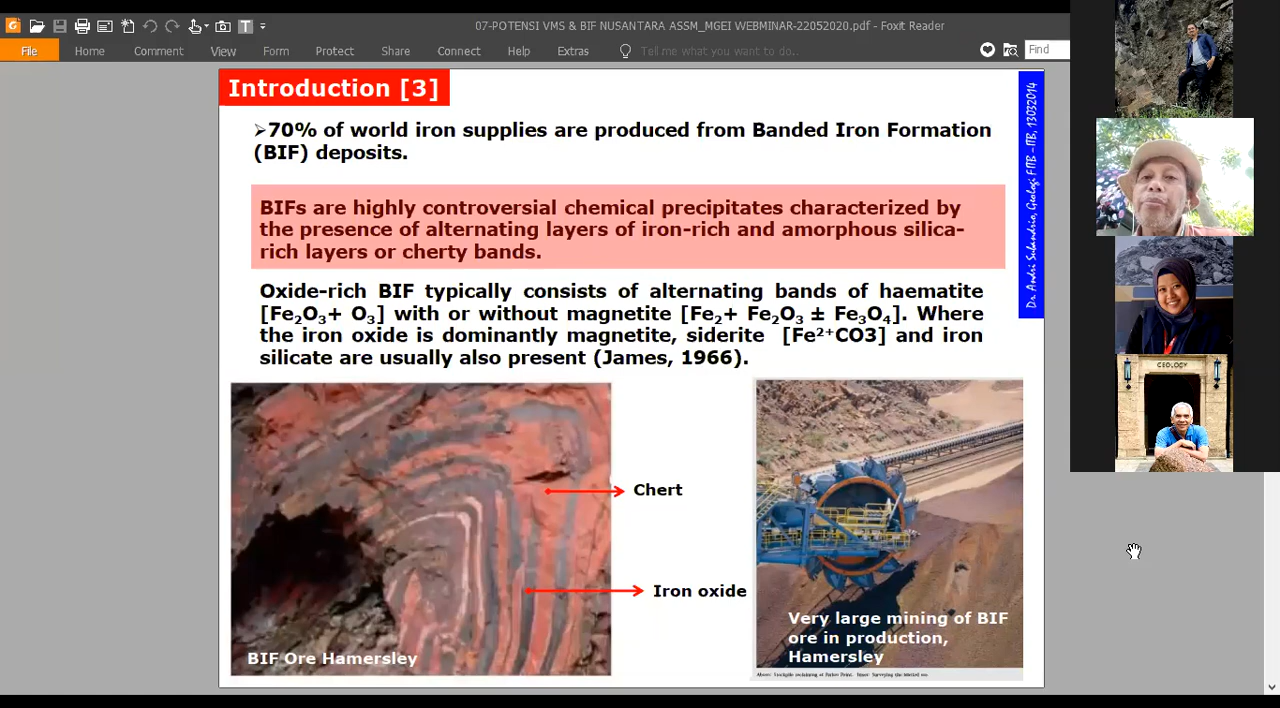 07-POTENSI VMS & BIF NUSANTARA ASSM_MGEI WEBMINAR-22052020.pdf - Foxit Reader
File Home Comment View Form Protect Share Connect Help Extras Tell me what you want to do.. Find
Introduction [3]
➢70% of world iron supplies are produced from Banded Iron Formation
(BIF) deposits.
BIFs are highly controversial chemical precipitates characterized by
the presence of alternating layers of iron-rich and amorphous silica-
rich layers or cherty bands.
Oxide-rich BIF typically consists of alternating bands of haematite
[Fe₂O₃+ O₃] with or without magnetite [Fe₂+ Fe₂O₃ ± Fe₃O₄]. Where
the iron oxide is dominantly magnetite, siderite [Fe²⁺CO3] and iron
silicate are usually also present (James, 1966).
Chert
Iron oxide
BIF Ore Hamersley
Very large mining of BIF
ore in production,
Hamersley
Dr. Andri Subandrio, Geologi FITB -ITB, 13032014
GEOLOGY